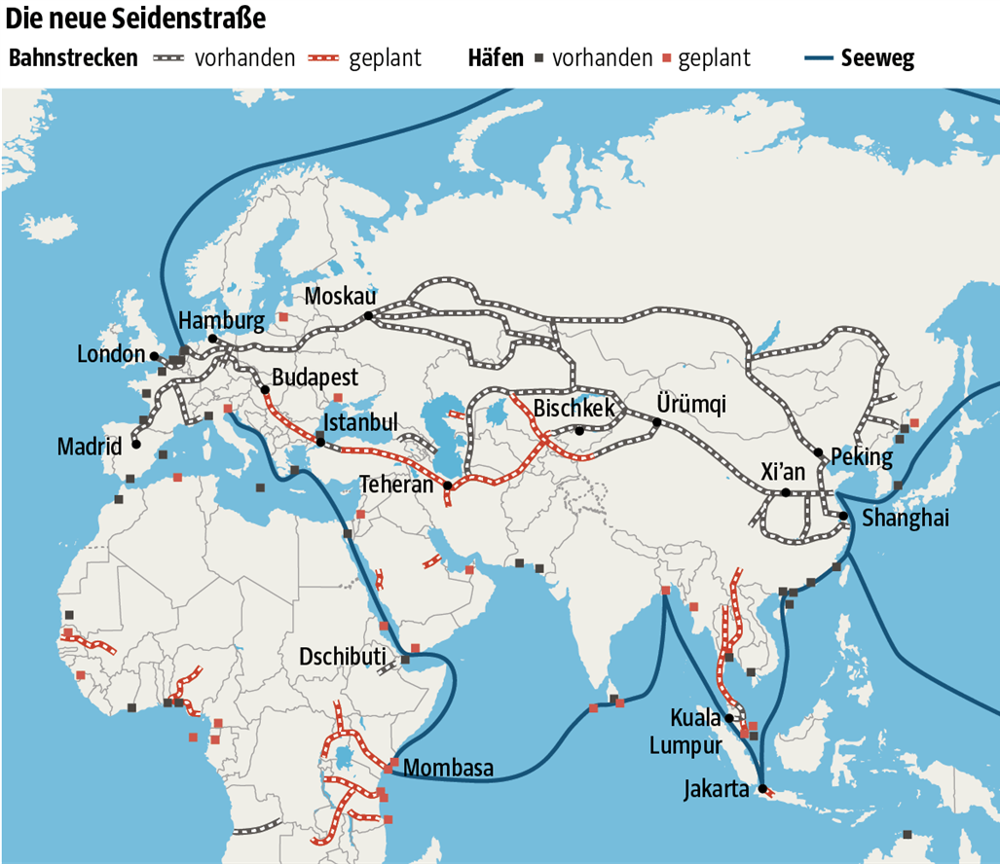 Die neue Seidenstraße
Bahnstrecken vorhanden geplant Häfen vorhanden geplant Seeweg
Moskau
Hamburg
London
Budapest
Bischkek
Ürümqi
Istanbul
Madrid
Peking
Teheran
Xi’an
Shanghai
Dschibuti
Kuala
Lumpur
Mombasa
Jakarta